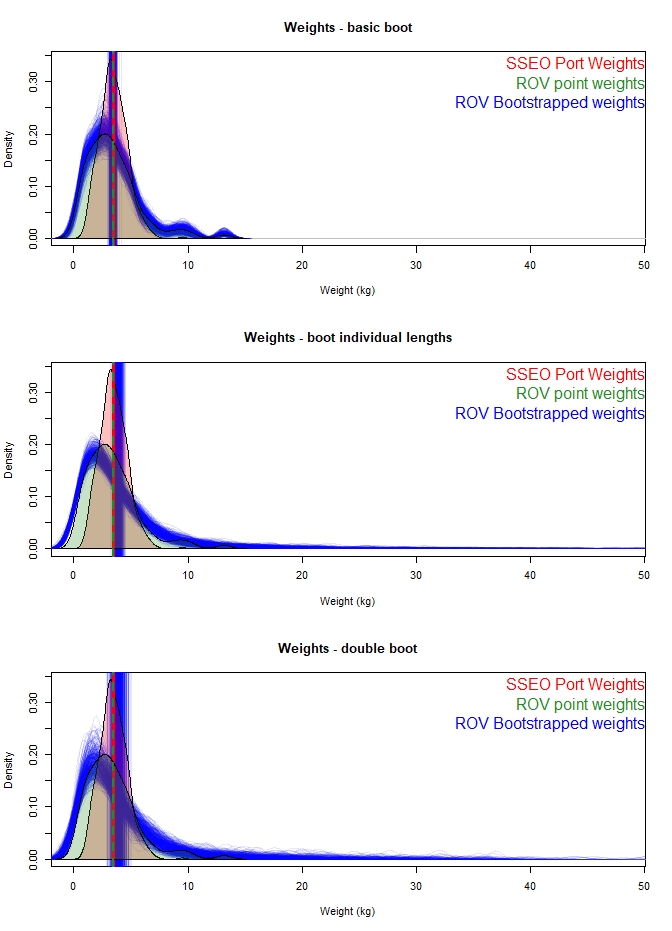 Weights - basic boot
SSEO Port Weights
ROV point weights
ROV Bootstrapped weights
Density
0.00 0.10 0.20 0.30
0 10 20 30 40 50
Weight (kg)
Weights - boot individual lengths
SSEO Port Weights
ROV point weights
ROV Bootstrapped weights
Density
0.00 0.10 0.20 0.30
0 10 20 30 40 50
Weight (kg)
Weights - double boot
SSEO Port Weights
ROV point weights
ROV Bootstrapped weights
Density
0.00 0.10 0.20 0.30
0 10 20 30 40 50
Weight (kg)